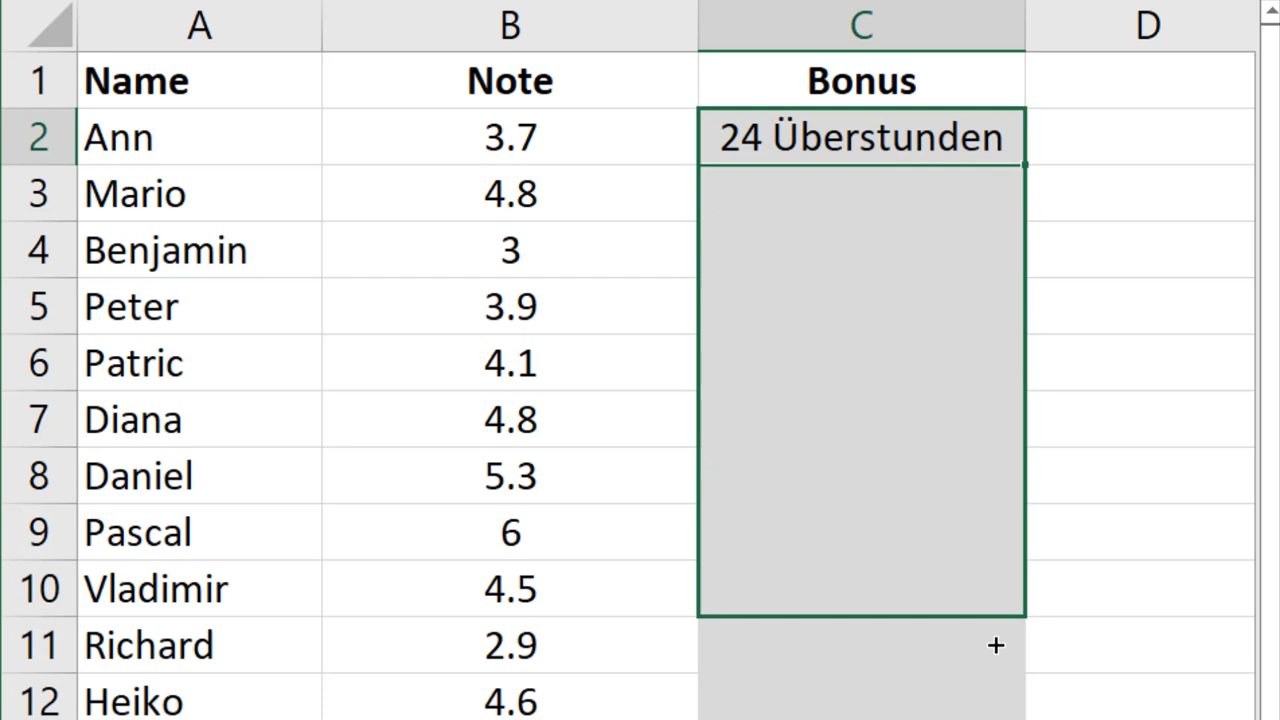 A B C D
1 Name Note Bonus
2 Ann 3.7 24 Überstunden
3 Mario 4.8
4 Benjamin 3
5 Peter 3.9
6 Patric 4.1
7 Diana 4.8
8 Daniel 5.3
9 Pascal 6
10 Vladimir 4.5
11 Richard 2.9
12 Heiko 4.6